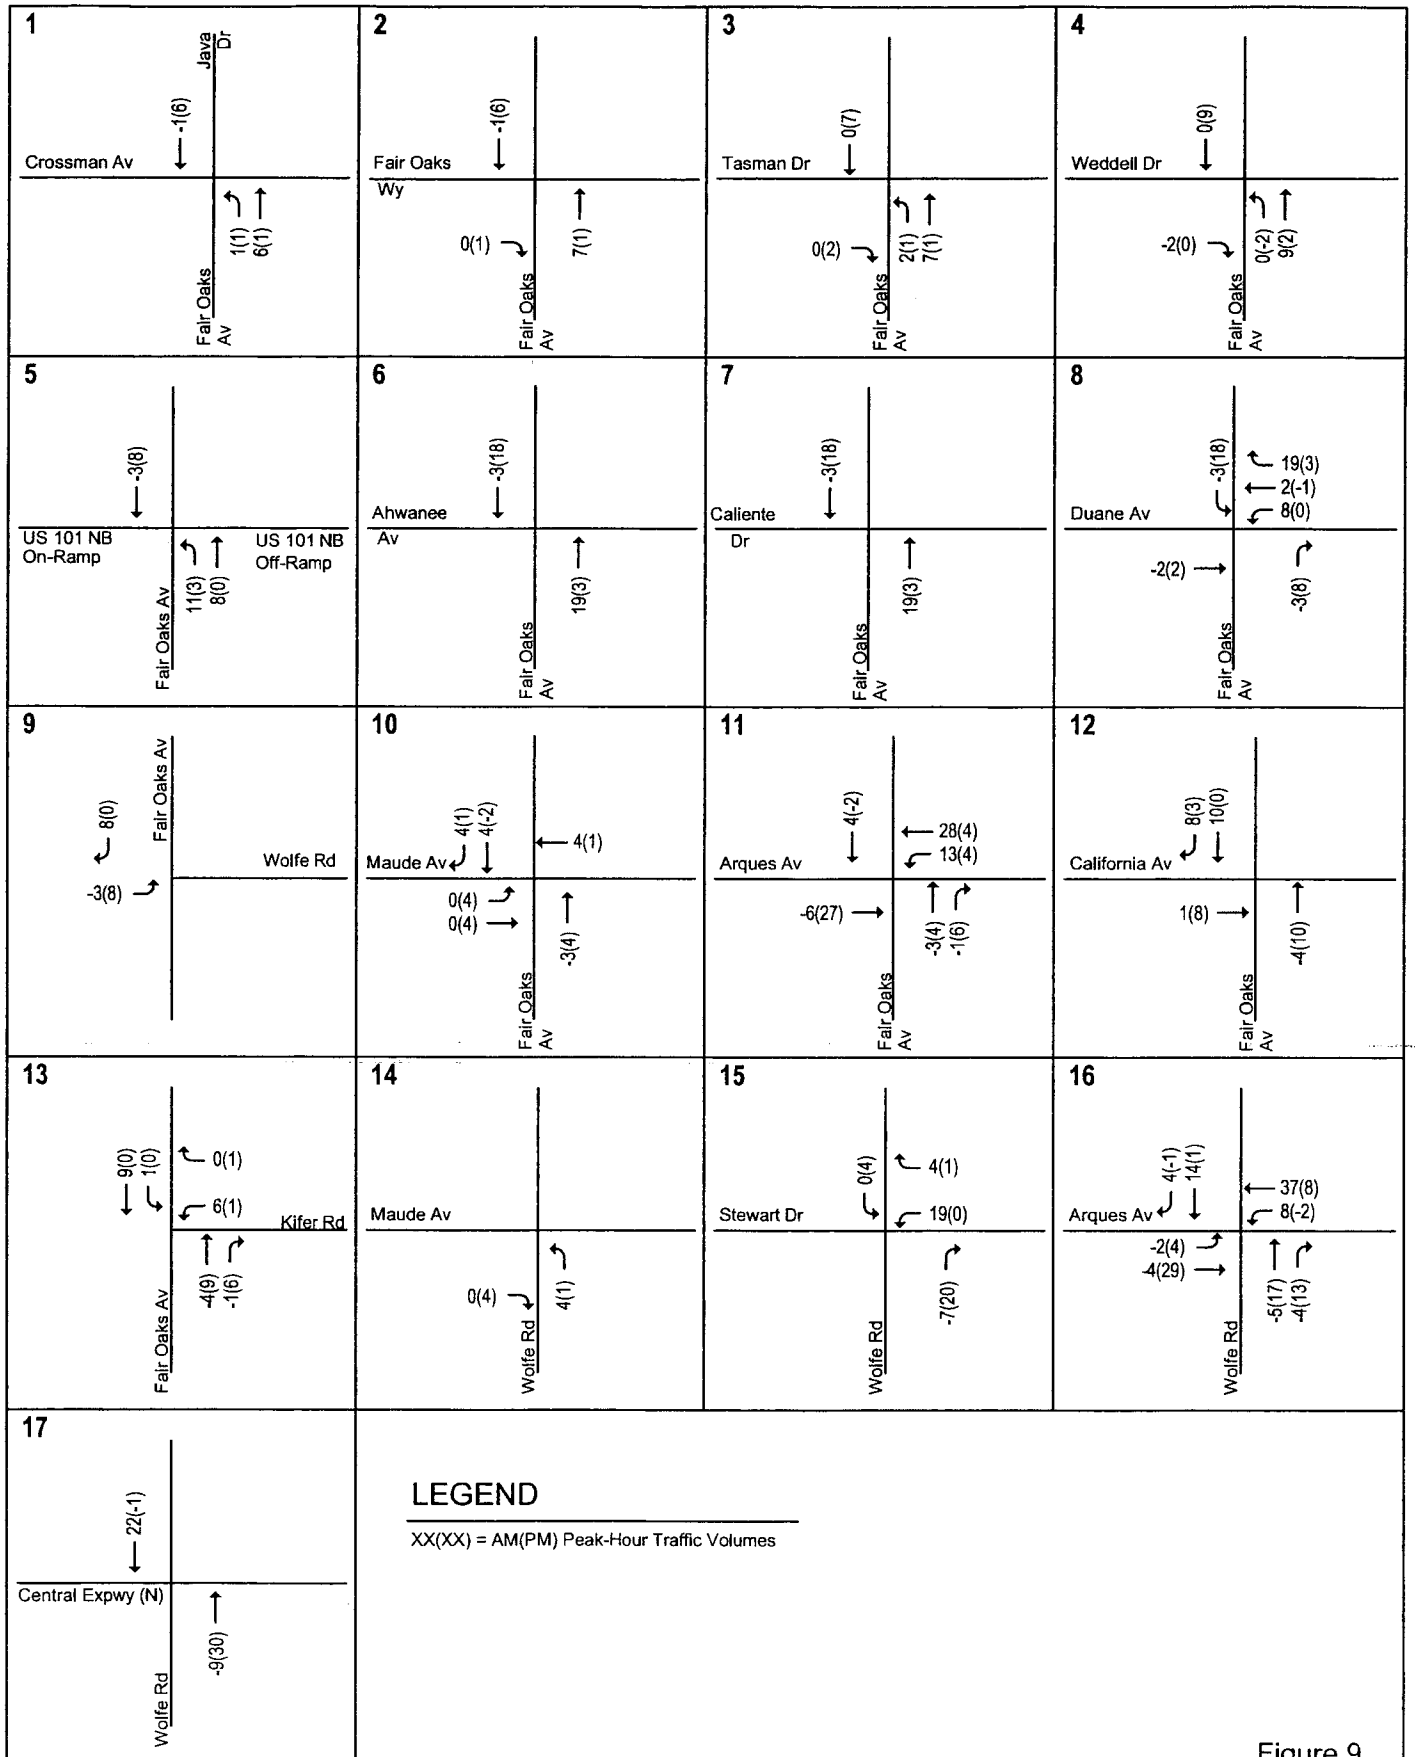 1
Java
Dr
-1(6)
Crossman Av
1(1)
6(1)
Fair Oaks
Av
2
-1(6)
Fair Oaks
Wy
0(1)
7(1)
Fair Oaks
Av
3
0(7)
Tasman Dr
0(2)
2(1)
7(1)
Fair Oaks
Av
4
0(9)
Weddell Dr
-2(0)
0(-2)
9(2)
Fair Oaks
Av
5
-3(8)
US 101 NB
On-Ramp
US 101 NB
Off-Ramp
11(3)
8(0)
Fair Oaks Av
6
-3(18)
Ahwanee
Av
19(3)
Fair Oaks
Av
7
-3(18)
Caliente
Dr
19(3)
Fair Oaks
Av
8
-3(18)
19(3)
2(-1)
8(0)
Duane Av
-2(2)
-3(8)
Fair Oaks
Av
9
Fair Oaks Av
8(0)
Wolfe Rd
-3(8)
10
4(1)
4(-2)
4(1)
Maude Av
0(4)
0(4)
-3(4)
Fair Oaks
Av
11
4(-2)
28(4)
13(4)
Arques Av
-6(27)
-3(4)
-1(6)
Fair Oaks
Av
12
8(3)
10(0)
California Av
1(8)
-4(10)
Fair Oaks
Av
13
9(0)
1(0)
0(1)
6(1)
Kifer Rd
-4(9)
-1(6)
Fair Oaks Av
14
Maude Av
0(4)
4(1)
Wolfe Rd
15
0(4)
4(1)
19(0)
Stewart Dr
-7(20)
Wolfe Rd
16
4(-1)
14(1)
37(8)
8(-2)
Arques Av
-2(4)
-4(29)
-5(17)
-4(13)
Wolfe Rd
17
22(-1)
Central Expwy (N)
-9(30)
Wolfe Rd
LEGEND
XX(XX) = AM(PM) Peak-Hour Traffic Volumes
Figure 9